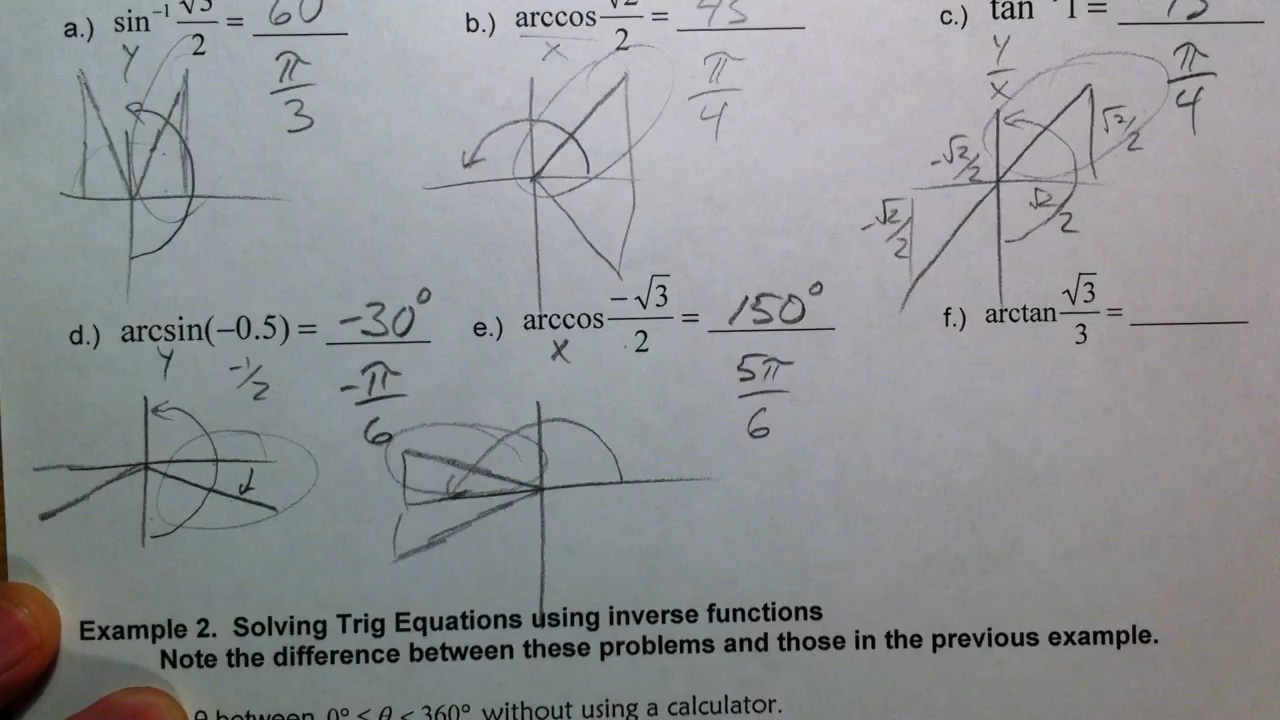 a.) sin⁻¹ √3/2 = 60
b.) arccos √2/2 = 45
c.) tan⁻¹ 1 =
Y
π/3
X
π/4
Y/X
π/4
√2/2
-√2/2
√2/2
-√2/2
d.) arcsin(−0.5) = -30°
e.) arccos −√3/2 = 150°
f.) arctan √3/3 =
Y
-1/2
-π/6
X
5π/6
Example 2. Solving Trig Equations using inverse functions
Note the difference between these problems and those in the previous example.
θ between 0° < θ < 360° without using a calculator.